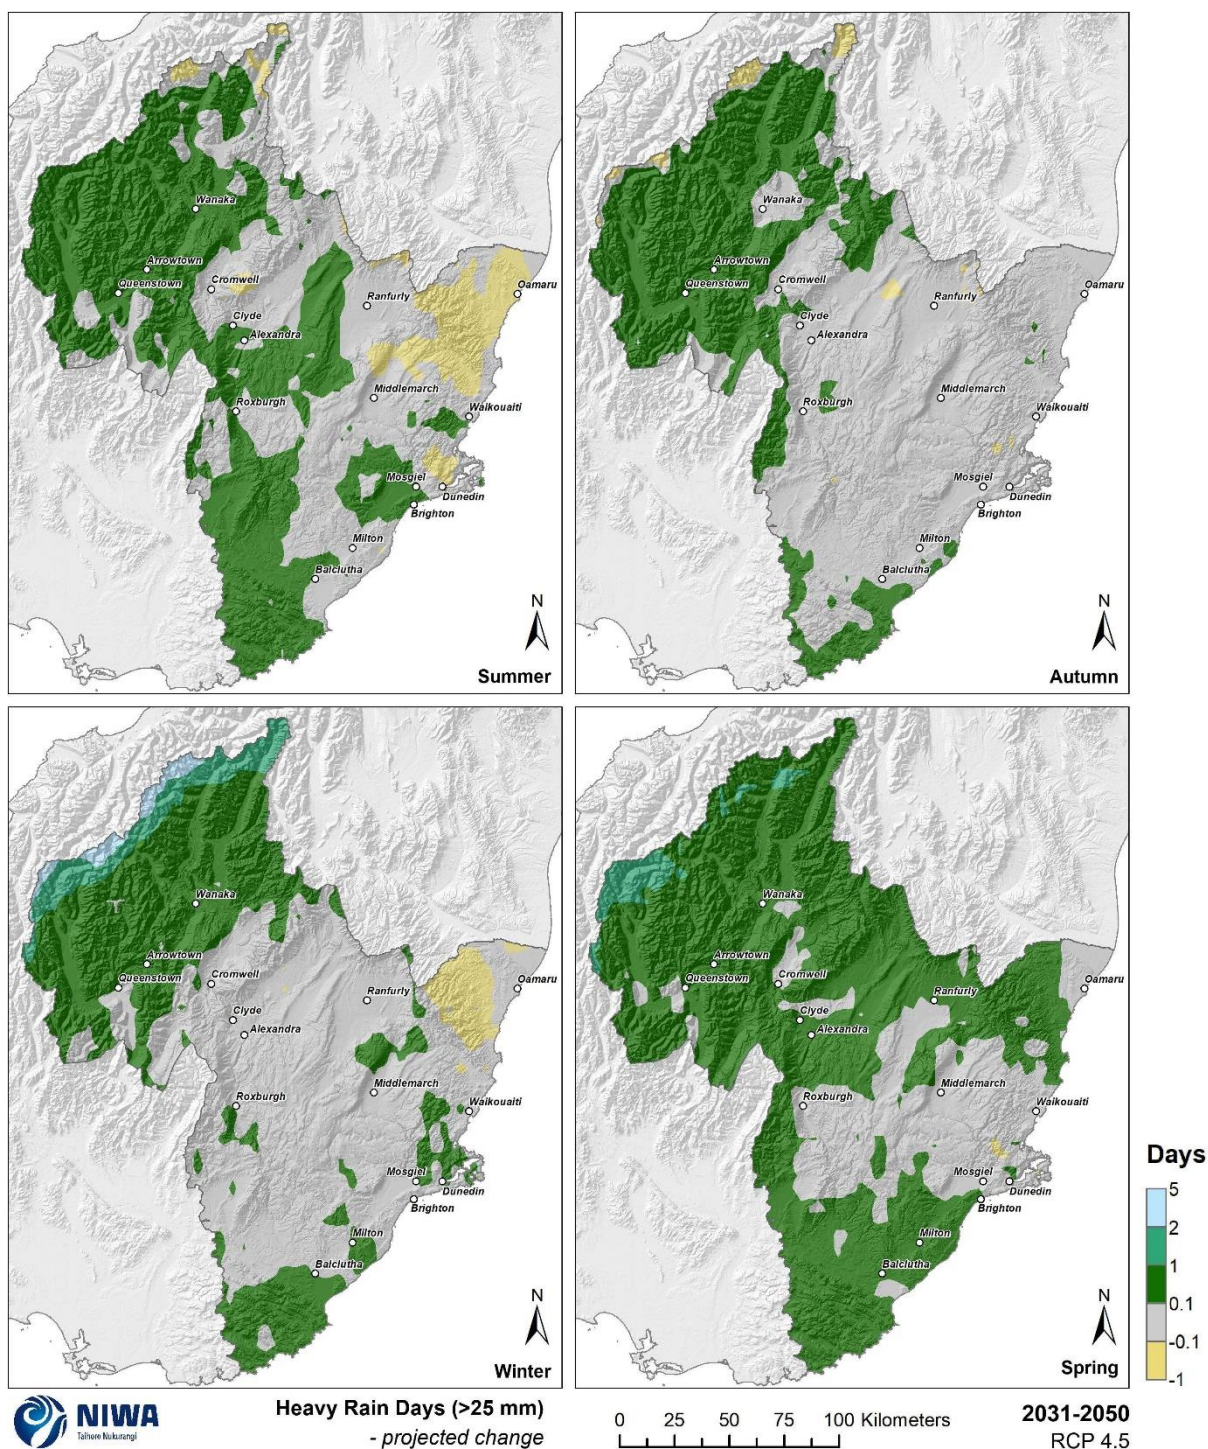 Wanaka
Arrowtown
Queenstown
Cromwell
Clyde
Alexandra
Ranfurly
Oamaru
Middlemarch
Roxburgh
Waikouaiti
Mosgiel
Dunedin
Brighton
Milton
Balclutha
N
Summer
Wanaka
Arrowtown
Queenstown
Cromwell
Clyde
Alexandra
Ranfurly
Oamaru
Middlemarch
Roxburgh
Waikouaiti
Mosgiel
Dunedin
Brighton
Milton
Balclutha
N
Autumn
Wanaka
Arrowtown
Queenstown
Cromwell
Clyde
Alexandra
Ranfurly
Oamaru
Middlemarch
Roxburgh
Waikouaiti
Mosgiel
Dunedin
Brighton
Milton
Balclutha
N
Winter
Wanaka
Arrowtown
Queenstown
Cromwell
Clyde
Alexandra
Ranfurly
Oamaru
Middlemarch
Roxburgh
Waikouaiti
Mosgiel
Dunedin
Brighton
Milton
Balclutha
N
Spring
Days
5
2
1
0.1
-0.1
-1
NIWA
Taihoro Nukurangi
Heavy Rain Days (>25 mm)
- projected change
0 25 50 75 100 Kilometers
2031-2050
RCP 4.5